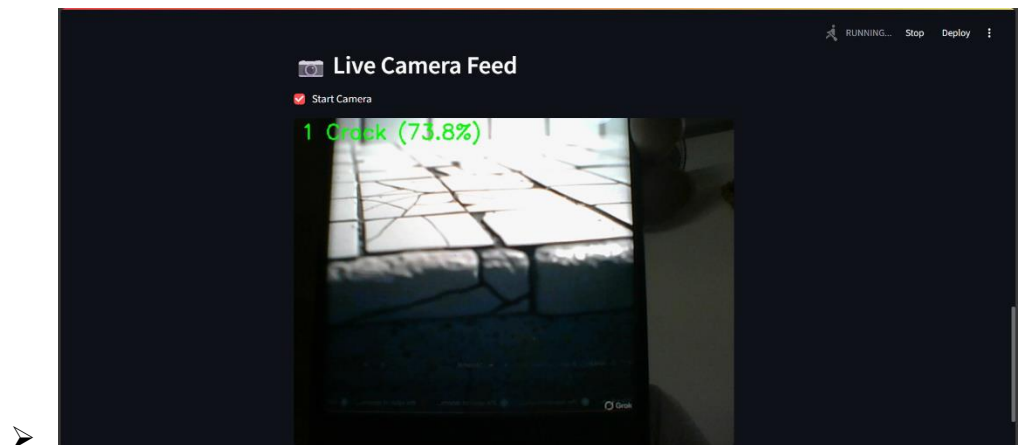 RUNNING... Stop Deploy
Live Camera Feed
Start Camera
1 Crack (73.8%)
Grok